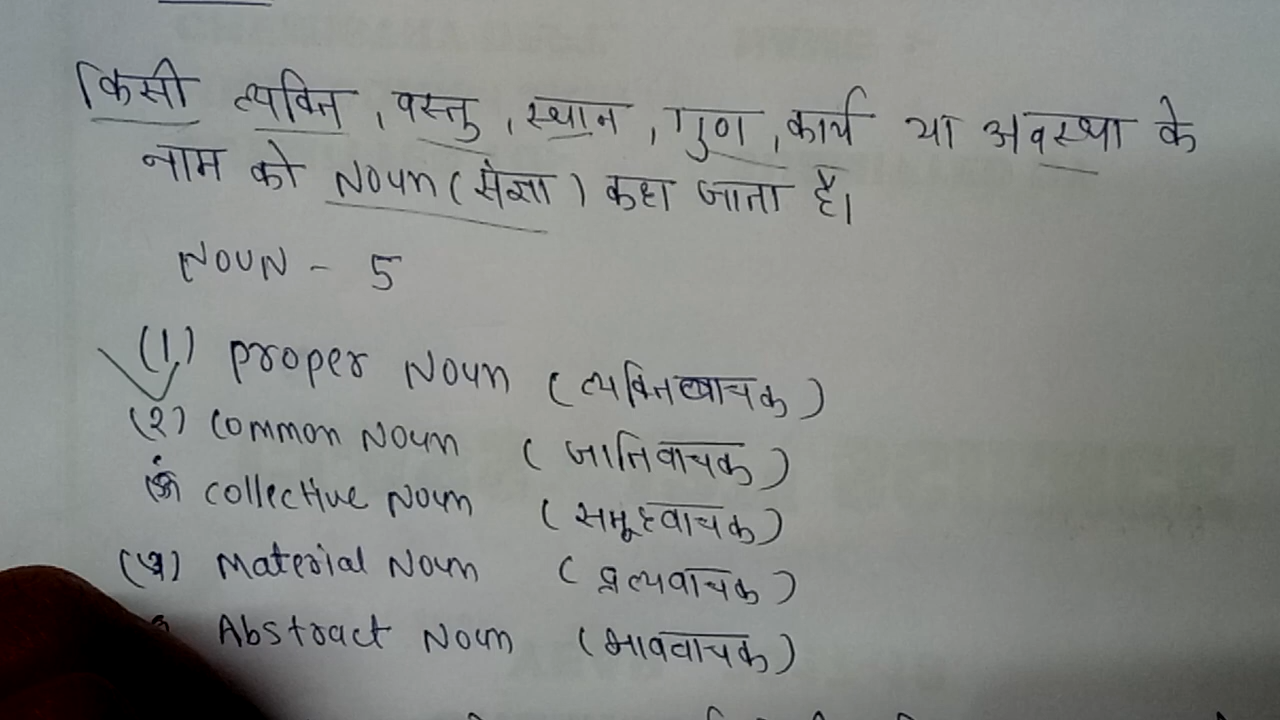 किसी व्यक्ति, वस्तु, स्थान, गुण, कार्य या अवस्था के
नाम को Noun (संज्ञा) कहा जाता है।
NOUN - 5
(1) Proper Noun (व्यक्तिवाचक)
(२) Common Noun (जातिवाचक)
Collective Noun (समूहवाचक)
(4) Material Noun (द्रव्यवाचक)
Abstract Noun (भाववाचक)